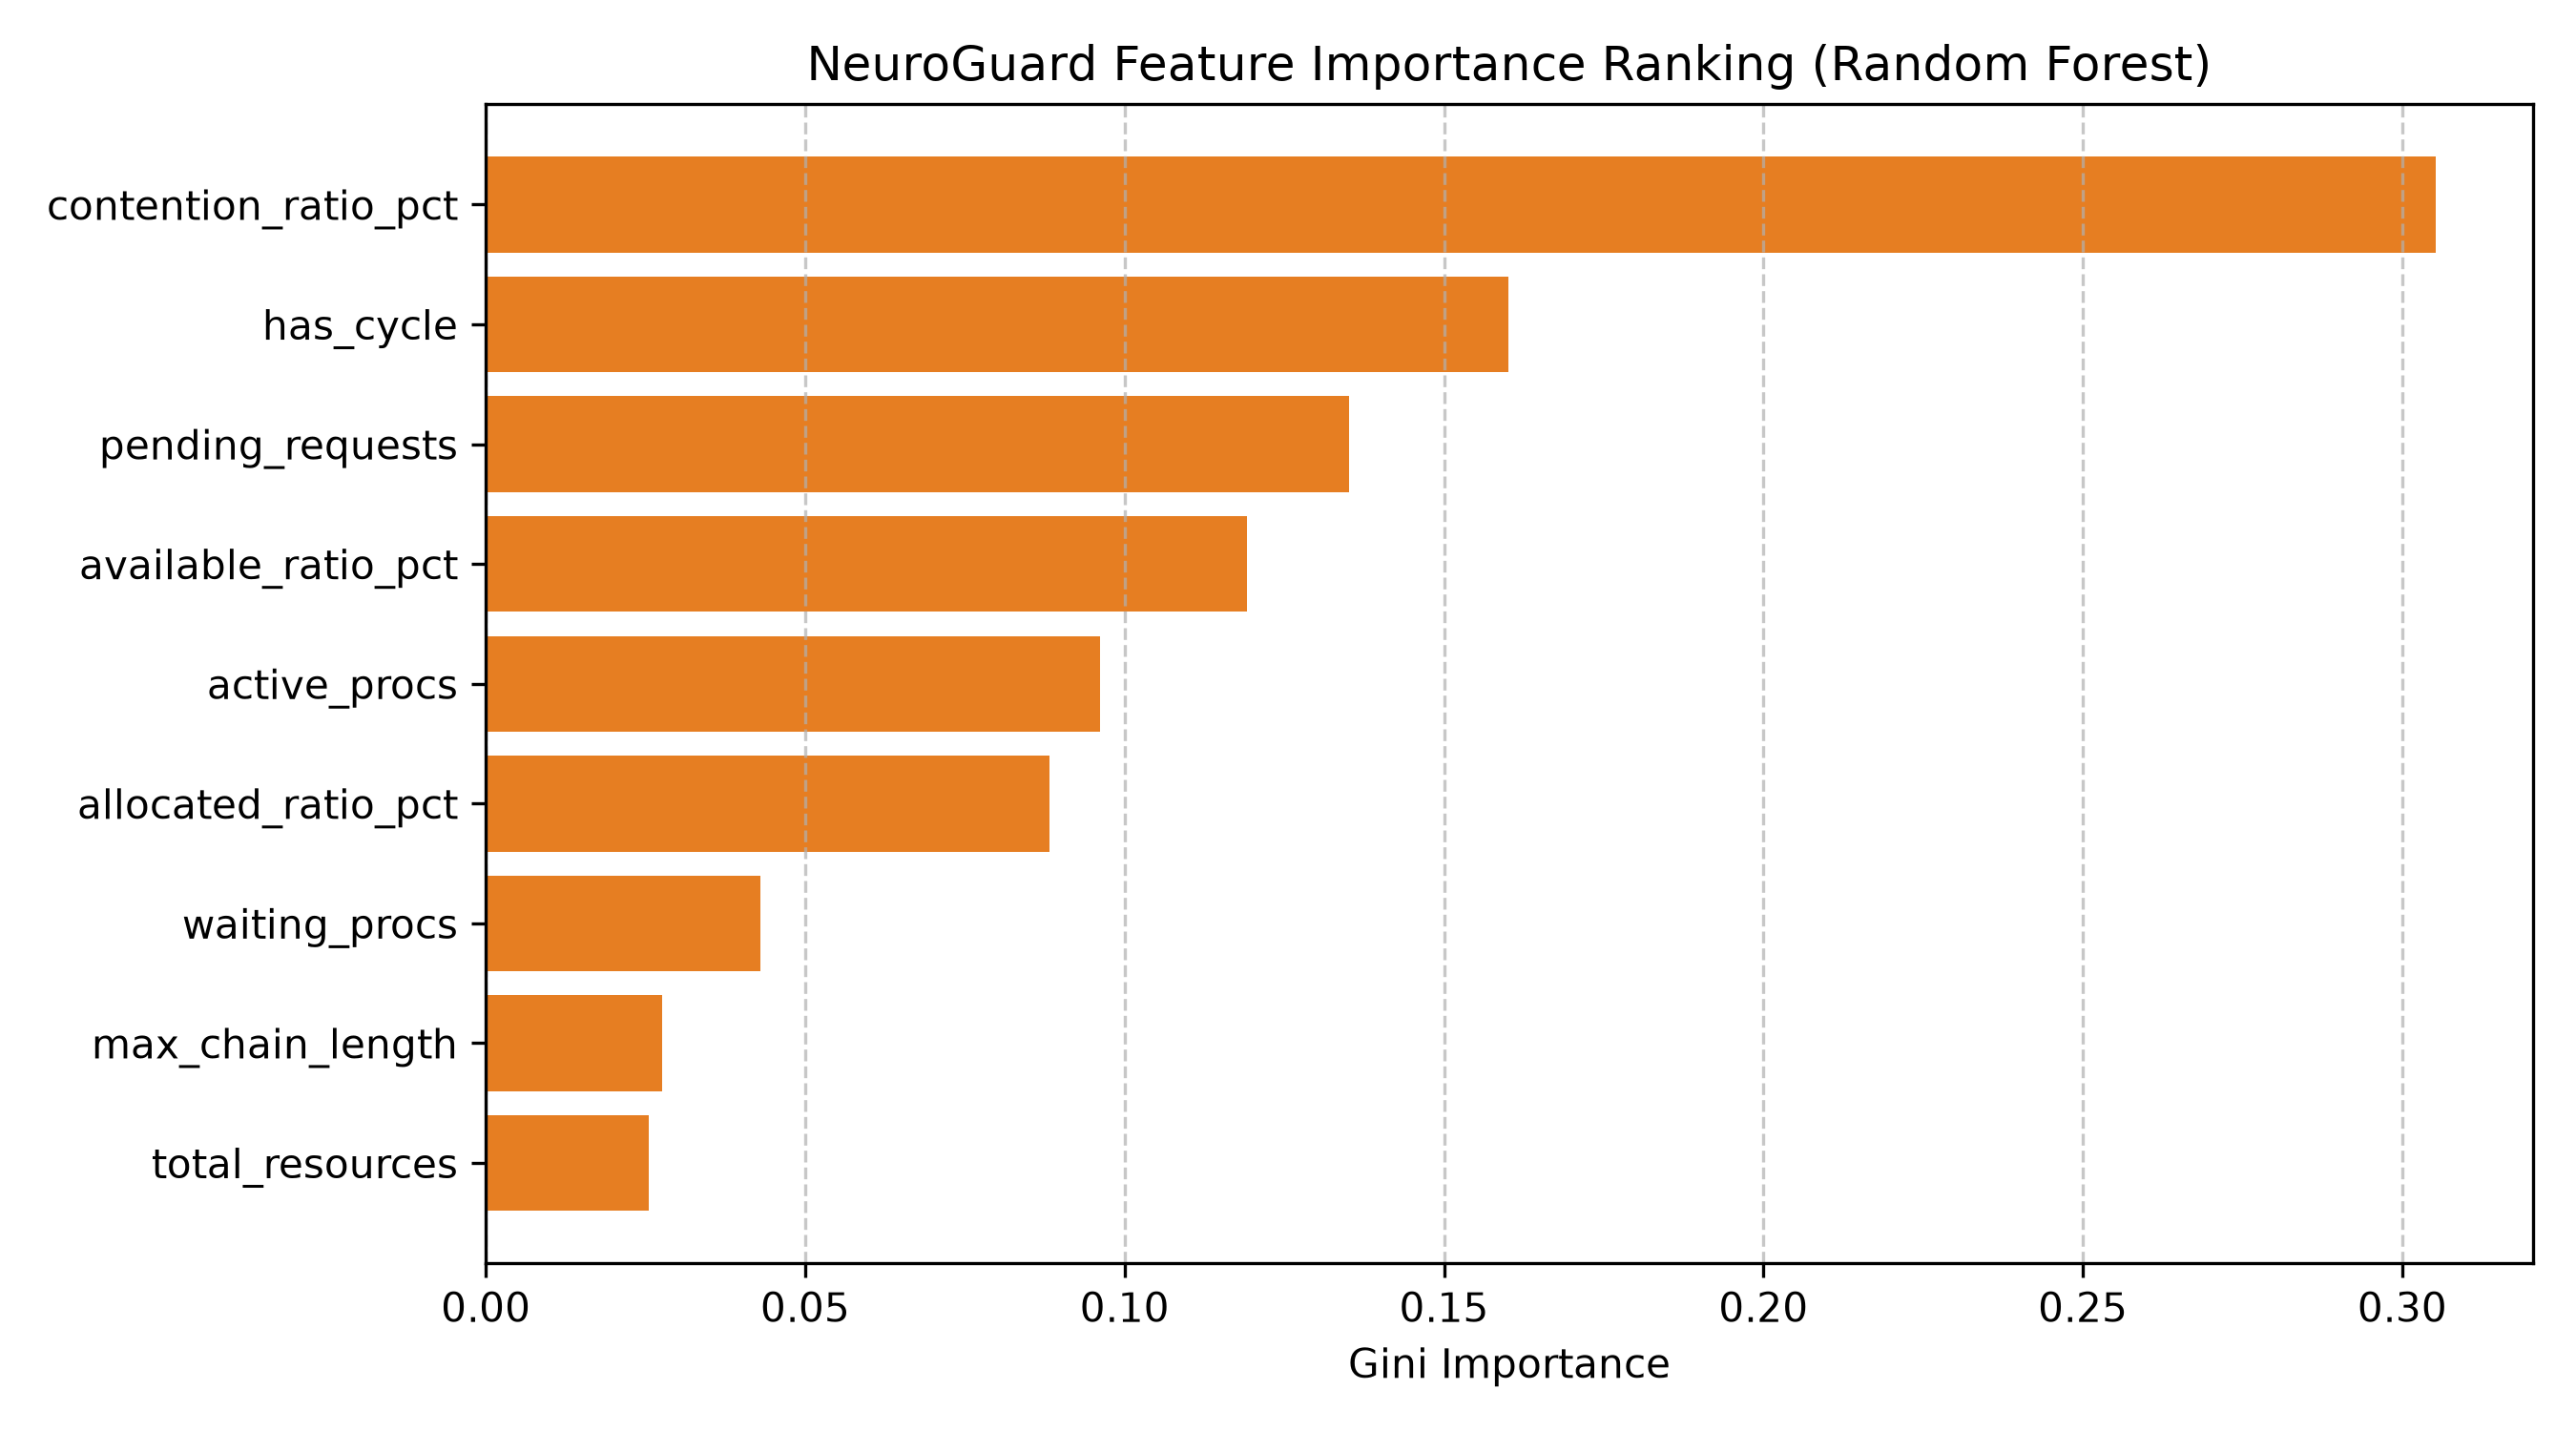 NeuroGuard Feature Importance Ranking (Random Forest)
contention_ratio_pct
has_cycle
pending_requests
available_ratio_pct
active_procs
allocated_ratio_pct
waiting_procs
max_chain_length
total_resources
0.00 0.05 0.10 0.15 0.20 0.25 0.30
Gini Importance